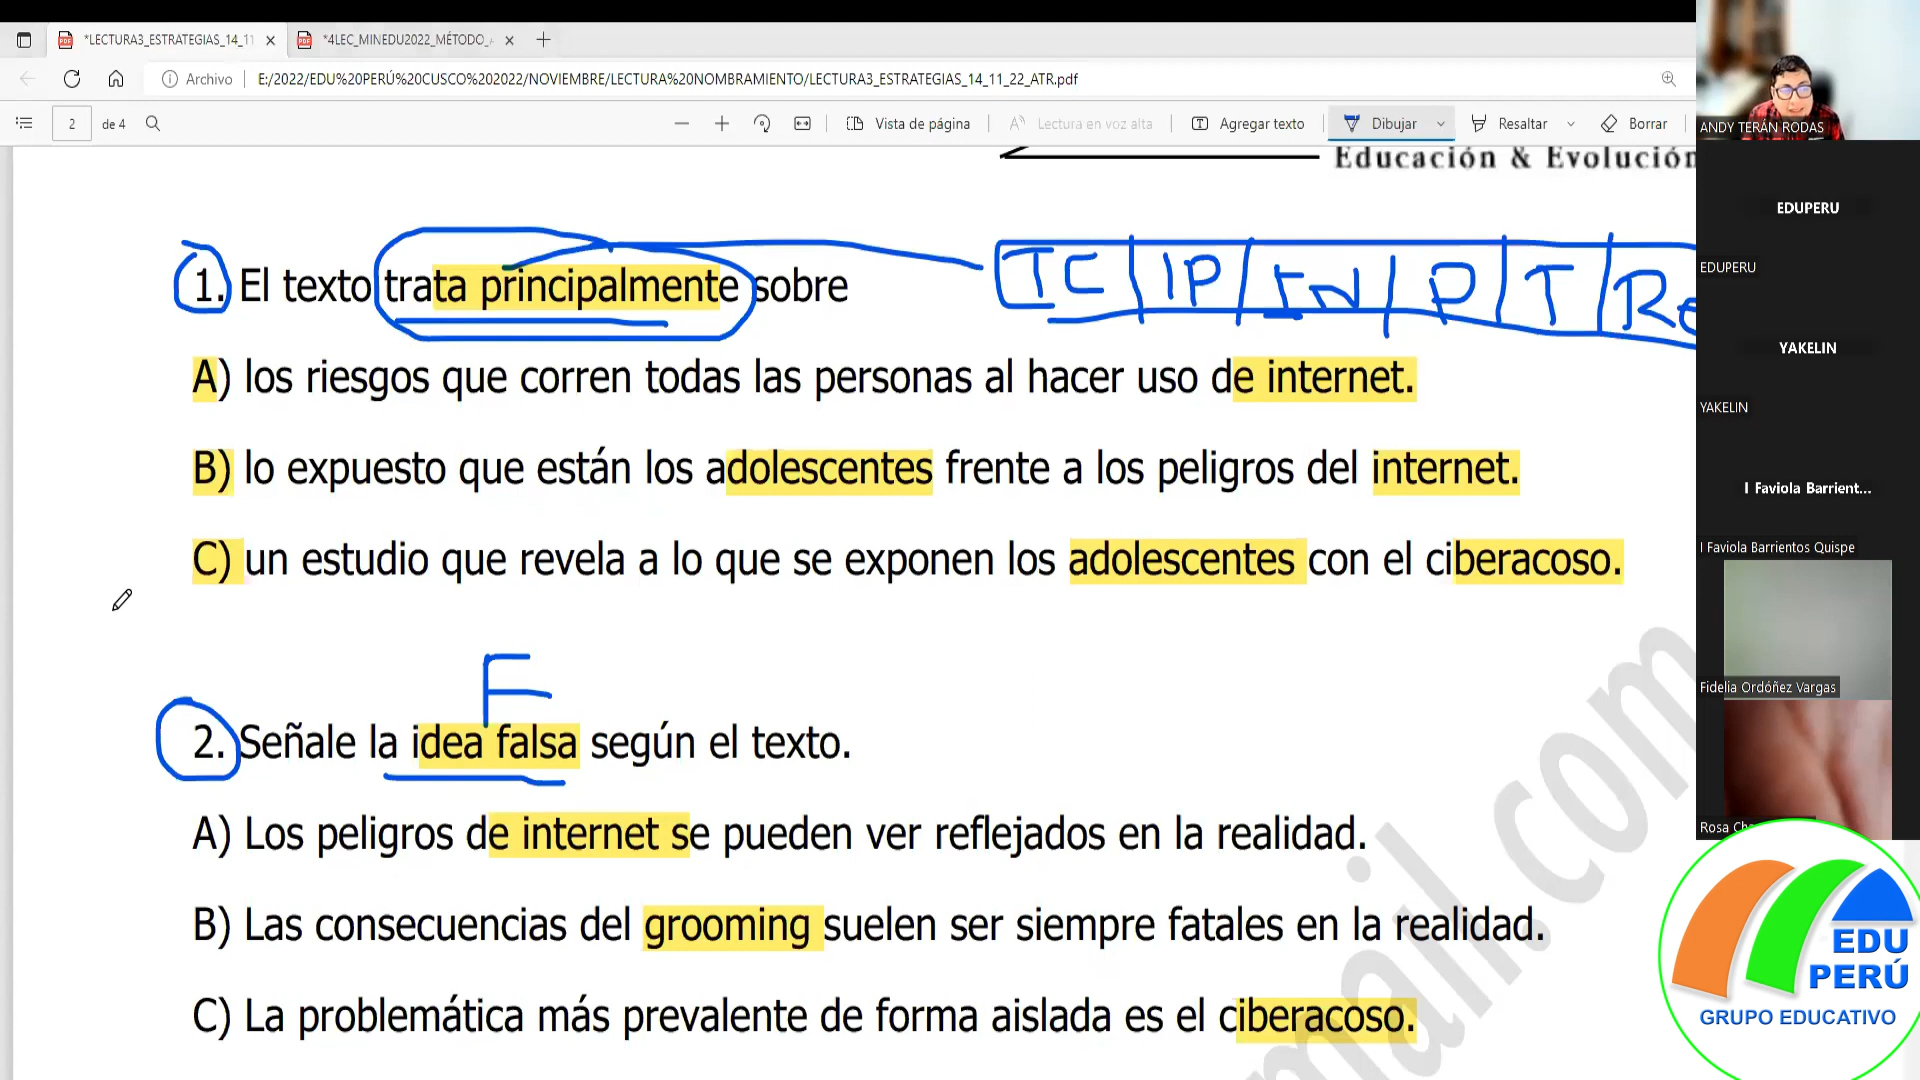 *LECTURA3_ESTRATEGIAS_14_11
*4LEC_MINEDU2022_MÉTODO_
Archivo
E:/2022/EDU%20PERÚ%20CUSCO%202022/NOVIEMBRE/LECTURA%20NOMBRAMIENTO/LECTURA3_ESTRATEGIAS_14_11_22_ATR.pdf
2 de 4
Vista de página
Lectura en voz alta
Agregar texto
Dibujar
Resaltar
Borrar
Educación & Evolución
TC IP IN P T Re
1. El texto trata principalmente sobre
A) los riesgos que corren todas las personas al hacer uso de internet.
B) lo expuesto que están los adolescentes frente a los peligros del internet.
C) un estudio que revela a lo que se exponen los adolescentes con el ciberacoso.
F
2. Señale la idea falsa según el texto.
A) Los peligros de internet se pueden ver reflejados en la realidad.
B) Las consecuencias del grooming suelen ser siempre fatales en la realidad.
C) La problemática más prevalente de forma aislada es el ciberacoso.
mail.com
ANDY TERÁN RODAS
EDUPERU
EDUPERU
YAKELIN
YAKELIN
I Faviola Barrient...
I Faviola Barrientos Quispe
Fidelia Ordóñez Vargas
Rosa Cha
EDU
PERÚ
GRUPO EDUCATIVO